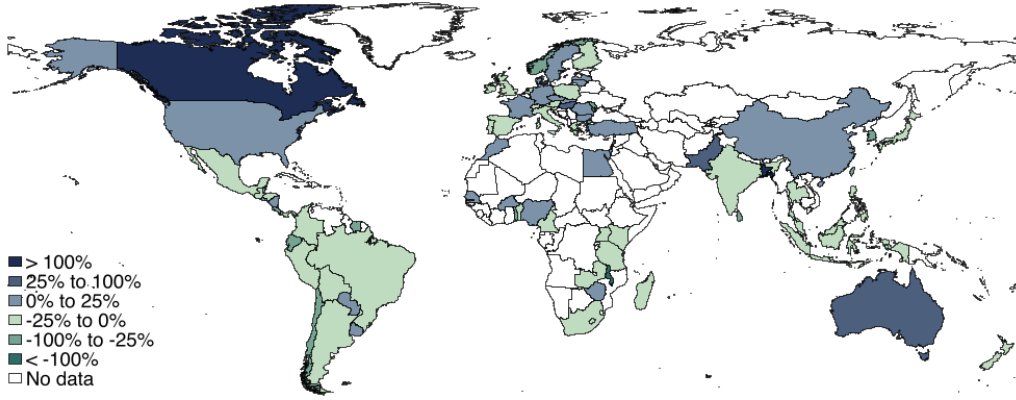 > 100%
25% to 100%
0% to 25%
-25% to 0%
-100% to -25%
< -100%
No data